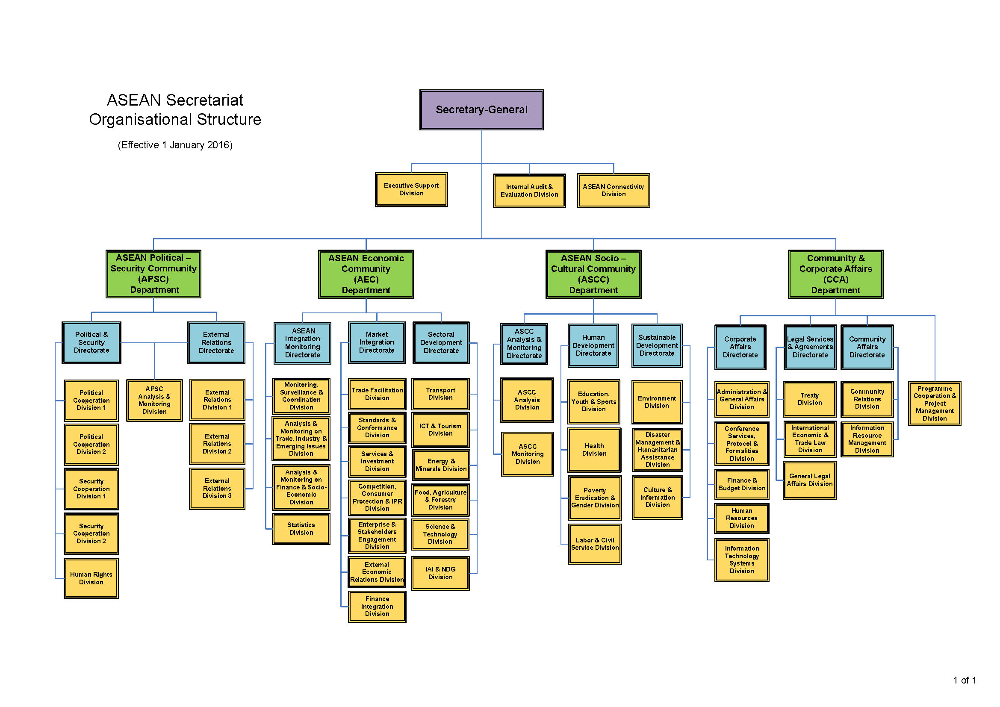 ASEAN Secretariat
Organisational Structure
(Effective 1 January 2016)
Secretary-General
Executive Support
Division
Internal Audit &
Evaluation Division
ASEAN Connectivity
Division
ASEAN Political –
Security Community
(APSC)
Department
ASEAN Economic
Community
(AEC)
Department
ASEAN Socio –
Cultural Community
(ASCC)
Department
Community &
Corporate Affairs
(CCA)
Department
Political &
Security
Directorate
External
Relations
Directorate
ASEAN
Integration
Monitoring
Directorate
Market
Integration
Directorate
Sectoral
Development
Directorate
ASCC
Analysis &
Monitoring
Directorate
Human
Development
Directorate
Sustainable
Development
Directorate
Corporate
Affairs
Directorate
Legal Services
& Agreements
Directorate
Community
Affairs
Directorate
Political
Cooperation
Division 1
Political
Cooperation
Division 2
Security
Cooperation
Division 1
Security
Cooperation
Division 2
Human Rights
Division
APSC
Analysis &
Monitoring
Division
External
Relations
Division 1
External
Relations
Division 2
External
Relations
Division 3
Monitoring,
Surveillance &
Coordination
Division
Analysis &
Monitoring on
Trade, Industry &
Emerging Issues
Division
Analysis &
Monitoring on
Finance & Socio-
Economic
Division
Statistics
Division
Trade Facilitation
Division
Standards &
Conformance
Division
Services &
Investment
Division
Competition,
Consumer
Protection & IPR
Division
Enterprise &
Stakeholders
Engagement
Division
External
Economic
Relations Division
Finance
Integration
Division
Transport
Division
ICT & Tourism
Division
Energy &
Minerals Division
Food, Agriculture
& Forestry
Division
Science &
Technology
Division
IAI & NDG
Division
ASCC
Analysis
Division
ASCC
Monitoring
Division
Education,
Youth & Sports
Division
Health
Division
Poverty
Eradication &
Gender Division
Labor & Civil
Service Division
Environment
Division
Disaster
Management &
Humanitarian
Assistance
Division
Culture &
Information
Division
Administration &
General Affairs
Division
Conference
Services,
Protocol &
Formalities
Division
Finance &
Budget Division
Human
Resources
Division
Information
Technology
Systems
Division
Treaty
Division
International
Economic &
Trade Law
Division
General Legal
Affairs Division
Community
Relations
Division
Information
Resource
Management
Division
Programme
Cooperation &
Project
Management
Division
1 of 1